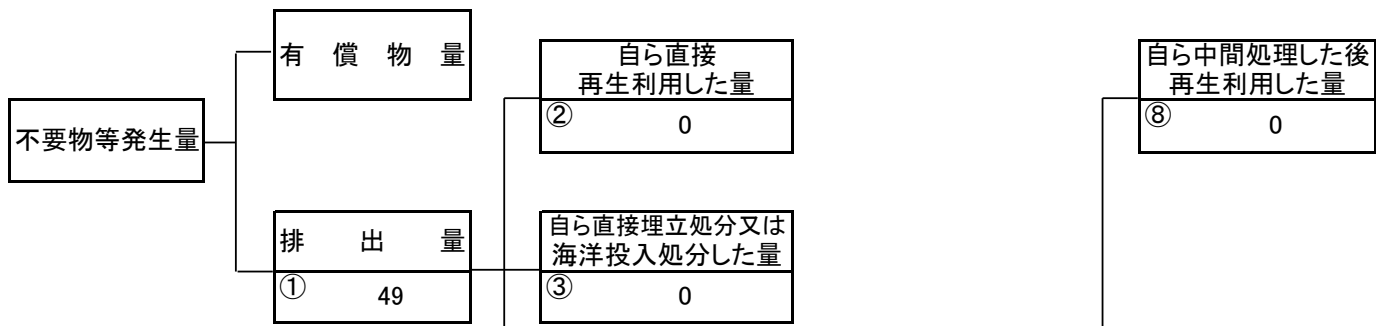 有償物量
自ら直接
再生利用した量
② 0
自ら中間処理した後
再生利用した量
⑧ 0
不要物等発生量
排出量
① 49
自ら直接埋立処分又は
海洋投入処分した量
③ 0